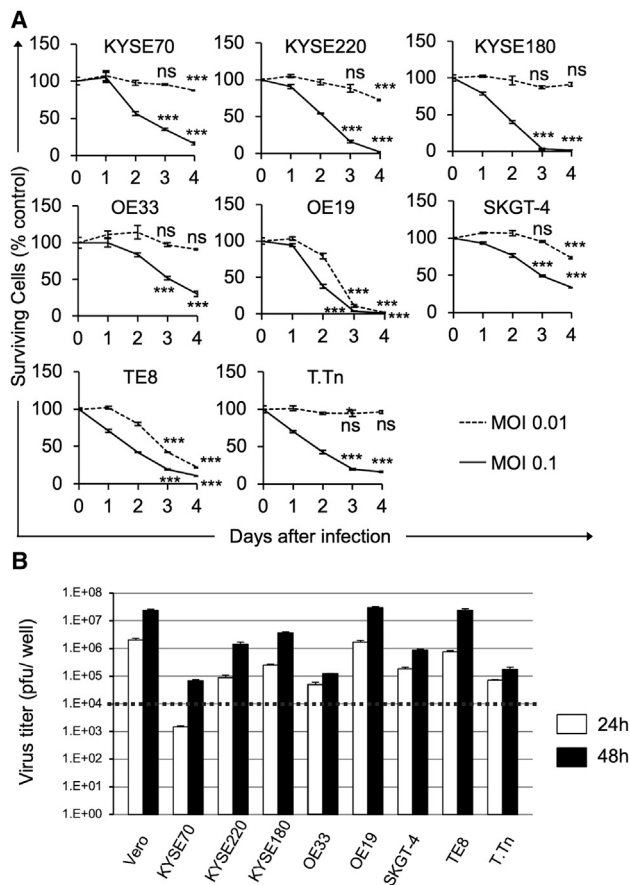 A
Surviving Cells (% control)
KYSE70
KYSE220
KYSE180
150
100
50
0
ns
***
***
***
0 1 2 3 4
150
100
50
0
ns
***
***
***
0 1 2 3 4
150
100
50
0
ns
ns
***
***
0 1 2 3 4
OE33
OE19
SKGT-4
150
100
50
0
ns
ns
***
***
0 1 2 3 4
150
100
50
0
***
***
***
***
0 1 2 3 4
150
100
50
0
ns
***
***
***
0 1 2 3 4
TE8
T.Tn
150
100
50
0
***
***
***
***
0 1 2 3 4
150
100
50
0
ns
ns
***
***
0 1 2 3 4
MOI 0.01
MOI 0.1
Days after infection
B
Virus titer (pfu/ well)
1.E+08
1.E+07
1.E+06
1.E+05
1.E+04
1.E+03
1.E+02
1.E+01
1.E+00
Vero
KYSE70
KYSE220
KYSE180
OE33
OE19
SKGT-4
TE8
T.Tn
24h
48h